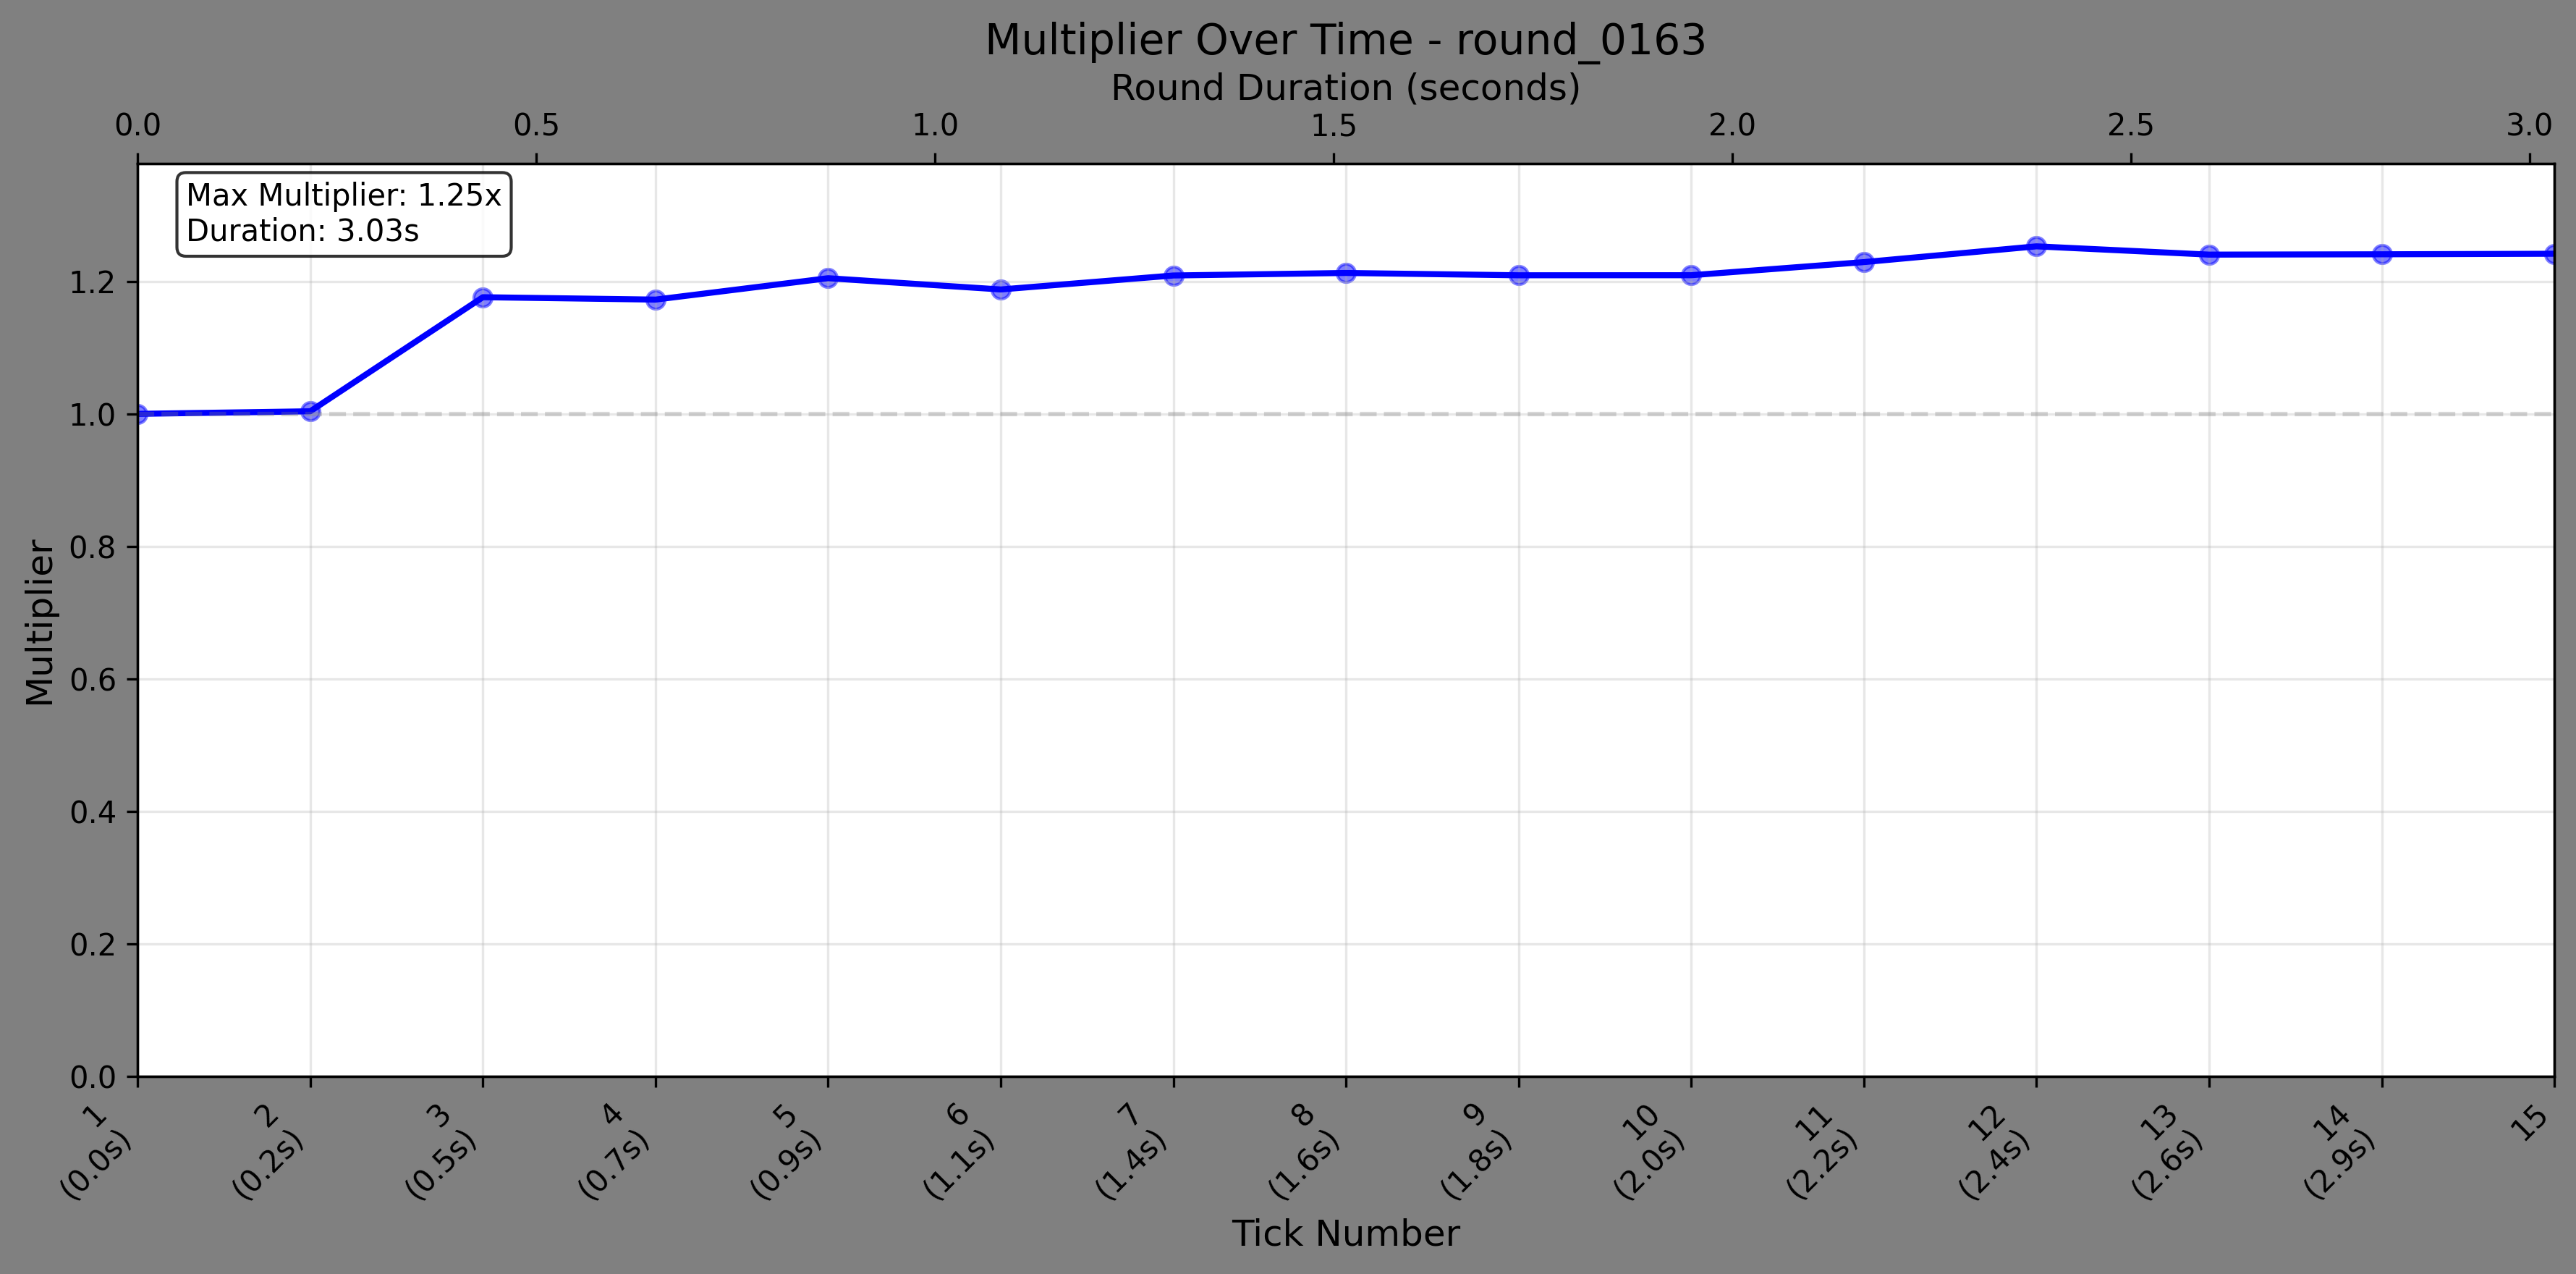 Multiplier Over Time - round_0163
Round Duration (seconds)
0.0 0.5 1.0 1.5 2.0 2.5 3.0
Max Multiplier: 1.25x
Duration: 3.03s
Multiplier
1.2
1.0
0.8
0.6
0.4
0.2
0.0
1
(0.0s)
2
(0.2s)
3
(0.5s)
4
(0.7s)
5
(0.9s)
6
(1.1s)
7
(1.4s)
8
(1.6s)
9
(1.8s)
10
(2.0s)
11
(2.2s)
12
(2.4s)
13
(2.6s)
14
(2.9s)
15
Tick Number